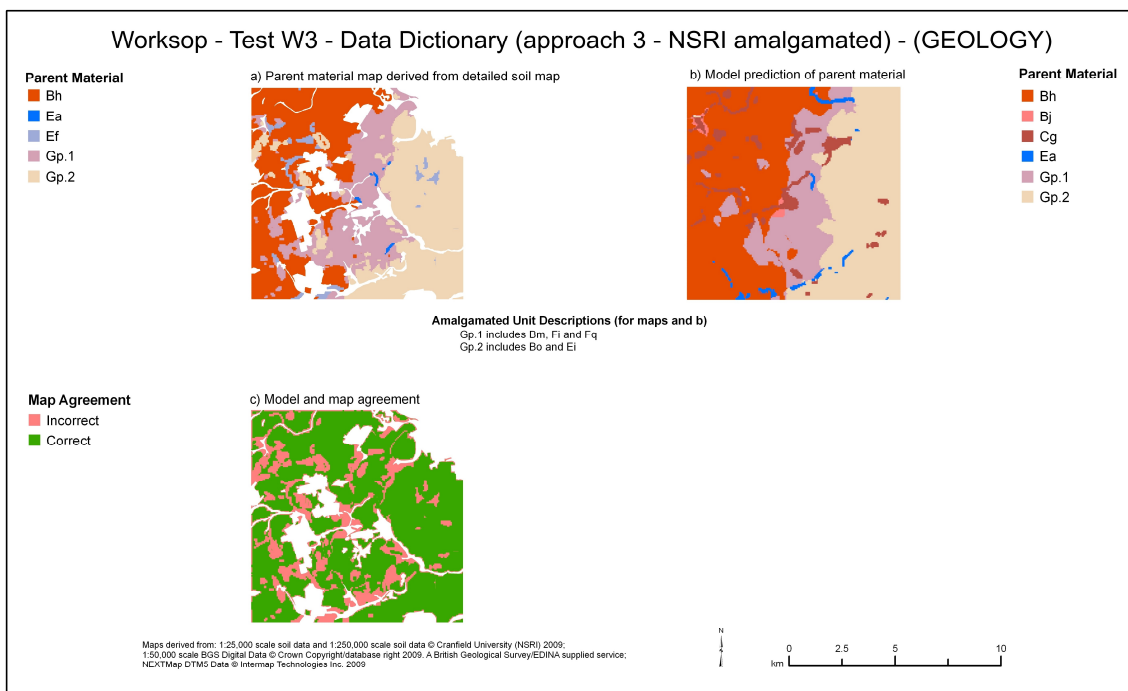 Worksop - Test W3 - Data Dictionary (approach 3 - NSRI amalgamated) - (GEOLOGY)
Parent Material
Bh
Ea
Ef
Gp.1
Gp.2
a) Parent material map derived from detailed soil map
b) Model prediction of parent material
Parent Material
Bh
Bj
Cg
Ea
Gp.1
Gp.2
Amalgamated Unit Descriptions (for maps and b)
Gp.1 includes Dm, Fi and Fq
Gp.2 includes Bo and Ei
Map Agreement
Incorrect
Correct
c) Model and map agreement
Maps derived from: 1:25,000 scale soil data and 1:250,000 scale soil data © Cranfield University (NSRI) 2009;
1:50,000 scale BGS Digital Data © Crown Copyright/database right 2009. A British Geological Survey/EDINA supplied service;
NEXTMap DTM5 Data © Intermap Technologies Inc. 2009
N
km
0 2.5 5 10